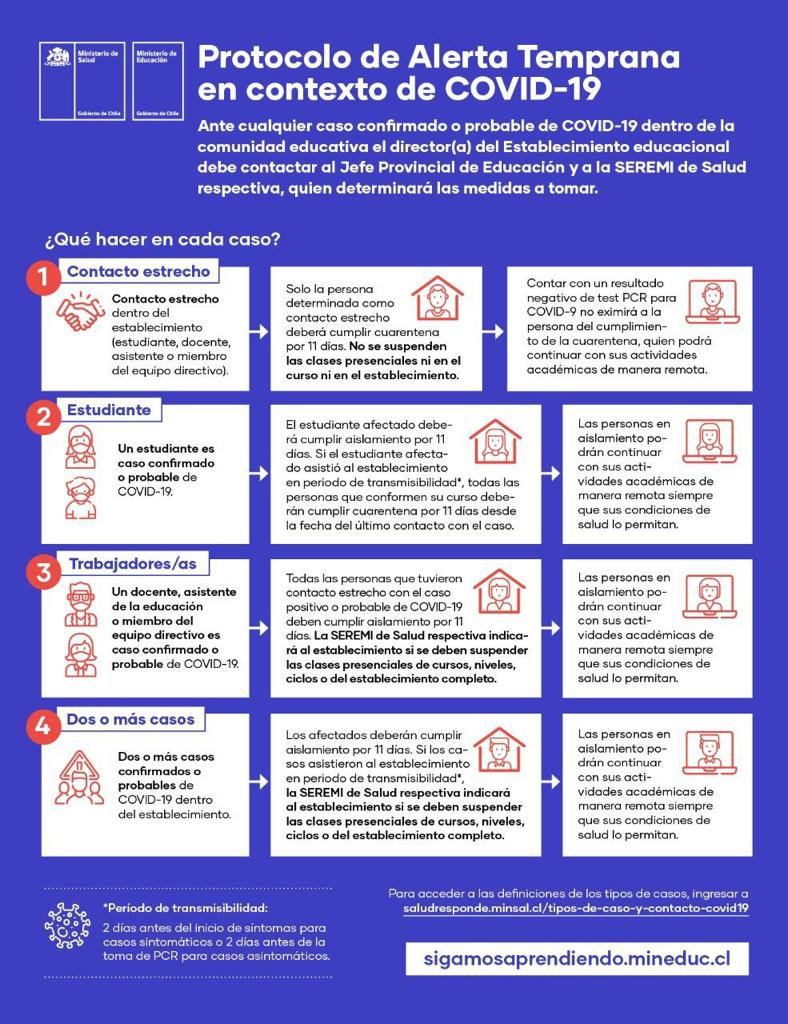 Ministerio de
Salud
Gobierno de Chile
Ministerio de
Educación
Gobierno de Chile
Protocolo de Alerta Temprana
en contexto de COVID-19
Ante cualquier caso confirmado o probable de COVID-19 dentro de la
comunidad educativa el director(a) del Establecimiento educacional
debe contactar al Jefe Provincial de Educación y a la SEREMI de Salud
respectiva, quien determinará las medidas a tomar.
¿Qué hacer en cada caso?
1 Contacto estrecho
Contacto estrecho
dentro del
establecimiento
(estudiante, docente,
asistente o miembro
del equipo directivo).
Solo la persona
determinada como
contacto estrecho
deberá cumplir cuarentena
por 11 días. No se suspenden
las clases presenciales ni en el
curso ni en el establecimiento.
Contar con un resultado
negativo de test PCR para
COVID-9 no eximirá a la
persona del cumplimien-
to de la cuarentena, quien podrá
continuar con sus actividades
académicas de manera remota.
2 Estudiante
Un estudiante es
caso confirmado
o probable de
COVID-19.
El estudiante afectado debe-
rá cumplir aislamiento por 11
días. Si el estudiante afecta-
do asistió al establecimiento
en periodo de transmisibilidad*, todas las
personas que conformen su curso debe-
rán cumplir cuarentena por 11 días desde
la fecha del último contacto con el caso.
Las personas en
aislamiento po-
drán continuar
con sus acti-
vidades académicas de
manera remota siempre
que sus condiciones de
salud lo permitan.
3 Trabajadores/as
Un docente, asistente
de la educación
o miembro del
equipo directivo es
caso confirmado o
probable de COVID-19.
Todas las personas que tuvieron
contacto estrecho con el caso
positivo o probable de COVID-19
deben cumplir aislamiento por 11
días. La SEREMI de Salud respectiva indica-
rá al establecimiento si se deben suspender
las clases presenciales de cursos, niveles,
ciclos o del establecimiento completo.
Las personas en
aislamiento po-
drán continuar
con sus acti-
vidades académicas de
manera remota siempre
que sus condiciones de
salud lo permitan.
4 Dos o más casos
Dos o más casos
confirmados o
probables de
COVID-19 dentro
del establecimiento.
Los afectados deberán cumplir
aislamiento por 11 días. Si los ca-
sos asistieron al establecimiento
en periodo de transmisibilidad*,
la SEREMI de Salud respectiva indicará
al establecimiento si se deben suspender
las clases presenciales de cursos, niveles,
ciclos o del establecimiento completo.
Las personas en
aislamiento po-
drán continuar
con sus acti-
vidades académicas de
manera remota siempre
que sus condiciones de
salud lo permitan.
*Período de transmisibilidad:
2 días antes del inicio de síntomas para
casos sintomáticos o 2 días antes de la
toma de PCR para casos asintomáticos.
Para acceder a las definiciones de los tipos de casos, ingresar a
saludresponde.minsal.cl/tipos-de-caso-y-contacto-covid19
sigamosaprendiendo.mineduc.cl